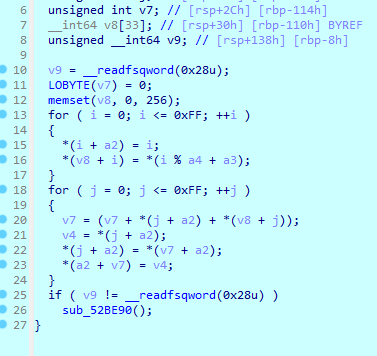 6 unsigned int v7; // [rsp+2Ch] [rbp-114h]
7 __int64 v8[33]; // [rsp+30h] [rbp-110h] BYREF
8 unsigned __int64 v9; // [rsp+138h] [rbp-8h]
9
10 v9 = __readfsqword(0x28u);
11 LOBYTE(v7) = 0;
12 memset(v8, 0, 256);
13 for ( i = 0; i <= 0xFF; ++i )
14 {
15 *(i + a2) = i;
16 *(v8 + i) = *(i % a4 + a3);
17 }
18 for ( j = 0; j <= 0xFF; ++j )
19 {
20 v7 = (v7 + *(j + a2) + *(v8 + j));
21 v4 = *(j + a2);
22 *(j + a2) = *(v7 + a2);
23 *(a2 + v7) = v4;
24 }
25 if ( v9 != __readfsqword(0x28u) )
26 sub_52BE90();
27 }